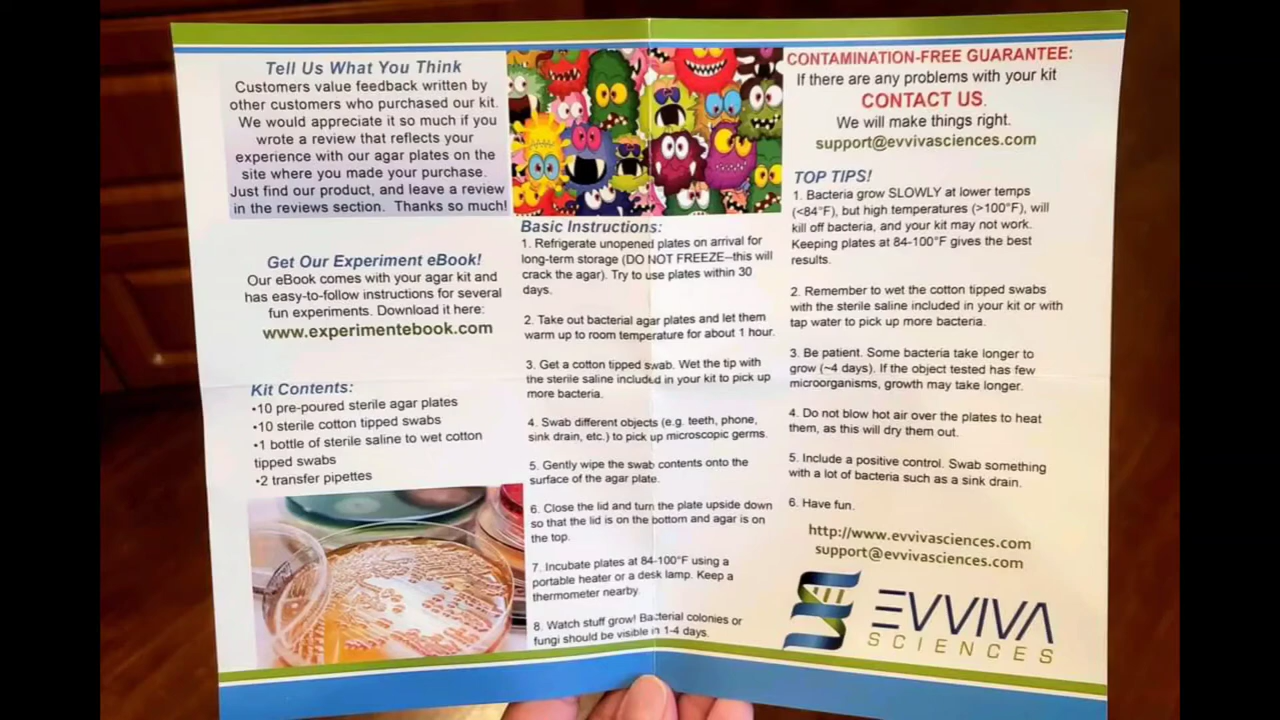 Tell Us What You Think
Customers value feedback written by
other customers who purchased our kit.
We would appreciate it so much if you
wrote a review that reflects your
experience with our agar plates on the
site where you made your purchase.
Just find our product, and leave a review
in the reviews section. Thanks so much!
Get Our Experiment eBook!
Our eBook comes with your agar kit and
has easy-to-follow instructions for several
fun experiments. Download it here:
www.experimentebook.com
Kit Contents:
•10 pre-poured sterile agar plates
•10 sterile cotton tipped swabs
•1 bottle of sterile saline to wet cotton
tipped swabs
•2 transfer pipettes
Basic Instructions:
1. Refrigerate unopened plates on arrival for
long-term storage (DO NOT FREEZE--this will
crack the agar). Try to use plates within 30
days.
2. Take out bacterial agar plates and let them
warm up to room temperature for about 1 hour.
3. Get a cotton tipped swab. Wet the tip with
the sterile saline included in your kit to pick up
more bacteria.
4. Swab different objects (e.g. teeth, phone,
sink drain, etc.) to pick up microscopic germs.
5. Gently wipe the swab contents onto the
surface of the agar plate.
6. Close the lid and turn the plate upside down
so that the lid is on the bottom and agar is on
the top.
7. Incubate plates at 84-100°F using a
portable heater or a desk lamp. Keep a
thermometer nearby.
8. Watch stuff grow! Bacterial colonies or
fungi should be visible in 1-4 days.
CONTAMINATION-FREE GUARANTEE:
If there are any problems with your kit
CONTACT US.
We will make things right.
support@evvivasciences.com
TOP TIPS!
1. Bacteria grow SLOWLY at lower temps
(<84°F), but high temperatures (>100°F), will
kill off bacteria, and your kit may not work.
Keeping plates at 84-100°F gives the best
results.
2. Remember to wet the cotton tipped swabs
with the sterile saline included in your kit or with
tap water to pick up more bacteria.
3. Be patient. Some bacteria take longer to
grow (~4 days). If the object tested has few
microorganisms, growth may take longer.
4. Do not blow hot air over the plates to heat
them, as this will dry them out.
5. Include a positive control. Swab something
with a lot of bacteria such as a sink drain.
6. Have fun.
http://www.evvivasciences.com
support@evvivasciences.com
EVVIVA
SCIENCES